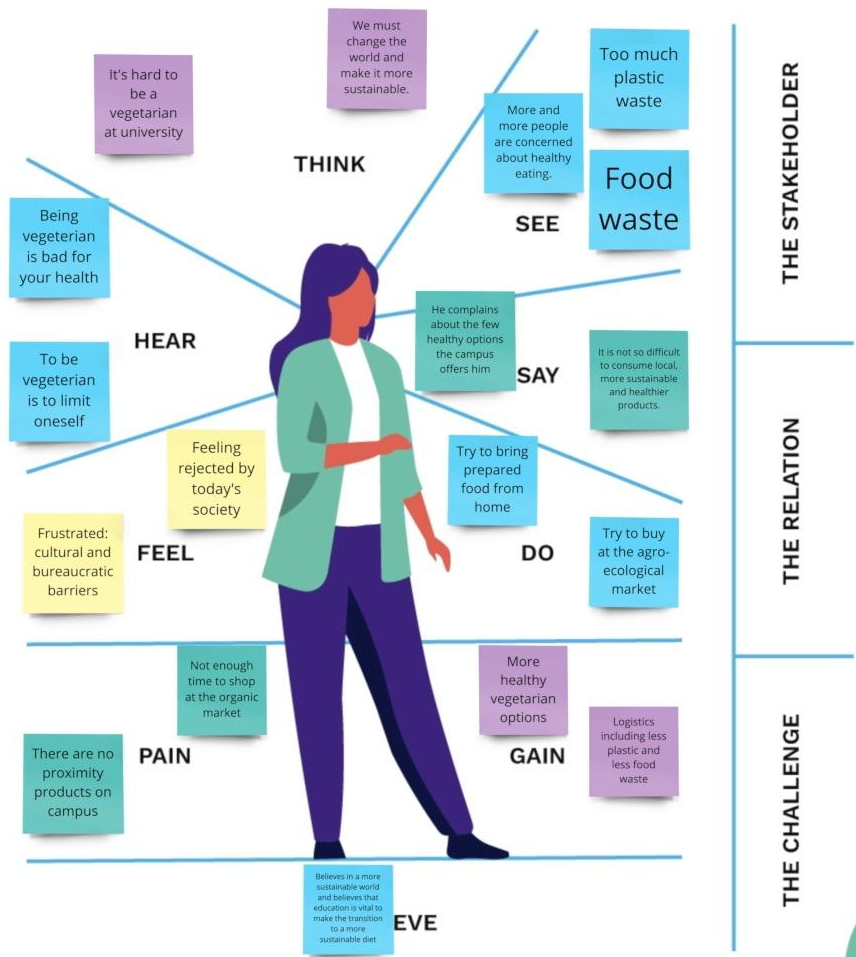 We must
change the
world and
make it more
sustainable.
It's hard to
be a
vegetarian
at university
THINK
Too much
plastic
waste
More and
more people
are concerned
about healthy
eating.
Food
waste
SEE
Being
vegeterian
is bad for
your health
HEAR
To be
vegeterian
is to limit
oneself
He complains
about the few
healthy options
the campus
offers him
SAY
It is not so difficult
to consume local,
more sustainable
and healthier
products.
Feeling
rejected by
today's
society
Frustrated:
cultural and
bureaucratic
barriers
FEEL
Try to bring
prepared
food from
home
DO
Try to buy
at the agro-
ecological
market
Not enough
time to shop
at the organic
market
PAIN
There are no
proximity
products on
campus
More
healthy
vegetarian
options
GAIN
Logistics
including less
plastic and
less food
waste
Believes in a more
sustainable world
and believes that
education is vital to
make the transition
to a more
sustainable diet
EVE
THE STAKEHOLDER
THE RELATION
THE CHALLENGE